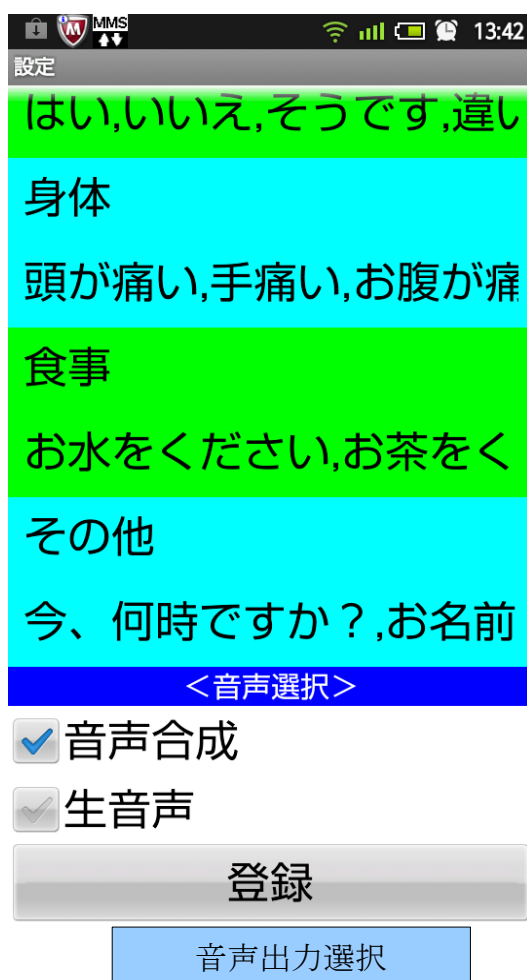 MMS
13:42
設定
はい,いいえ,そうです,違い
身体
頭が痛い,手痛い,お腹が痛
食事
お水をください,お茶をく
その他
今、何時ですか？,お名前
＜音声選択＞
音声合成
生音声
登録
音声出力選択